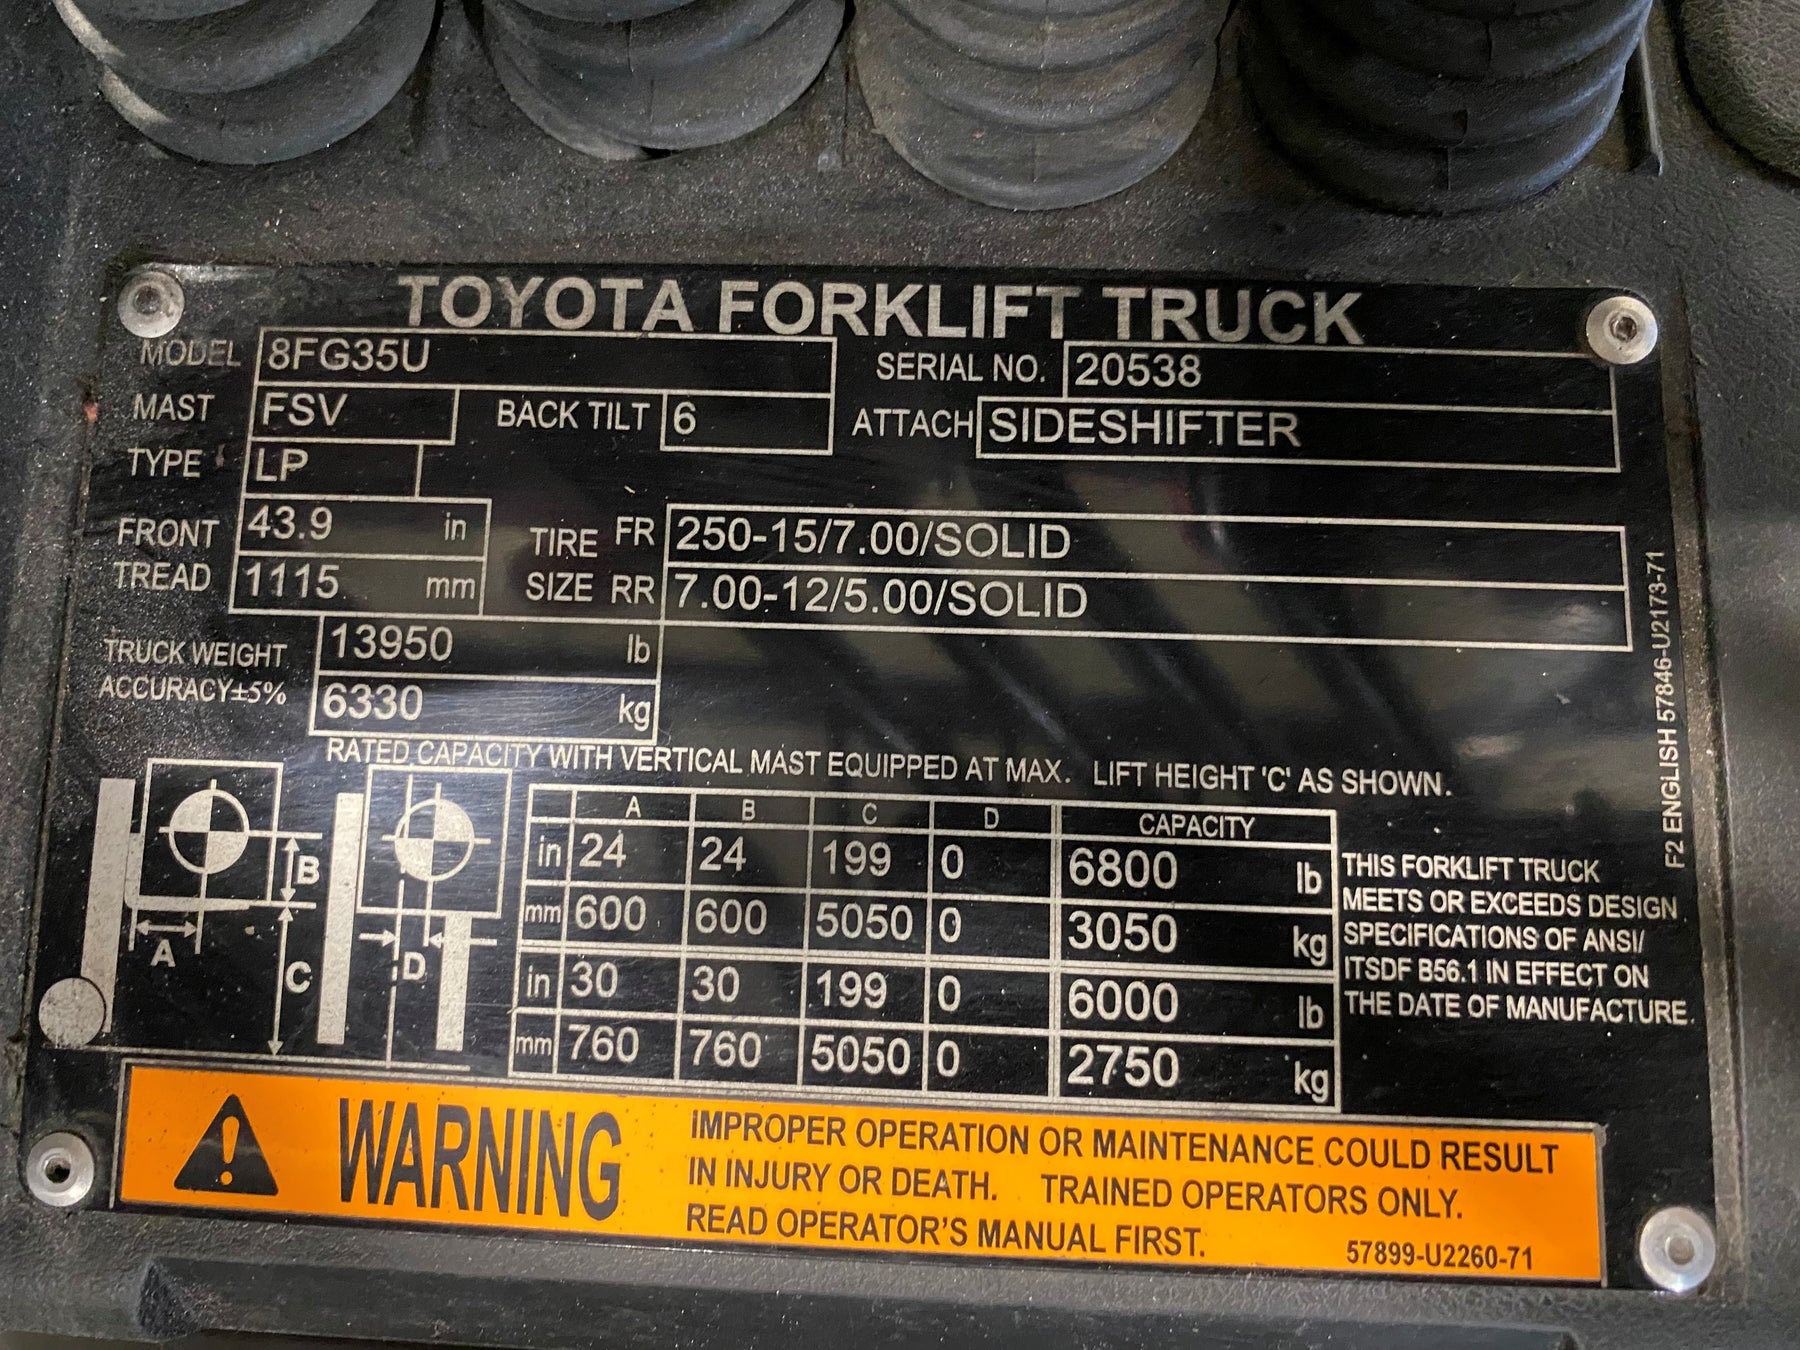 TOYOTA FORKLIFT TRUCK
MODEL 8FG35U SERIAL NO. 20538
MAST FSV BACK TILT 6 ATTACH SIDESHIFTER
TYPE LP
FRONT 43.9 in TIRE FR 250-15/7.00/SOLID
TREAD 1115 mm SIZE RR 7.00-12/5.00/SOLID
TRUCK WEIGHT 13950 lb
ACCURACY±5% 6330 kg
RATED CAPACITY WITH VERTICAL MAST EQUIPPED AT MAX. LIFT HEIGHT 'C' AS SHOWN.
A B C D CAPACITY
in 24 24 199 0 6800 lb
mm 600 600 5050 0 3050 kg
in 30 30 199 0 6000 lb
mm 760 760 5050 0 2750 kg
B
A
C
D
THIS FORKLIFT TRUCK
MEETS OR EXCEEDS DESIGN
SPECIFICATIONS OF ANSI/
ITSDF B56.1 IN EFFECT ON
THE DATE OF MANUFACTURE.
F2 ENGLISH 57846-U2173-71
WARNING
IMPROPER OPERATION OR MAINTENANCE COULD RESULT
IN INJURY OR DEATH. TRAINED OPERATORS ONLY.
READ OPERATOR'S MANUAL FIRST.
57899-U2260-71